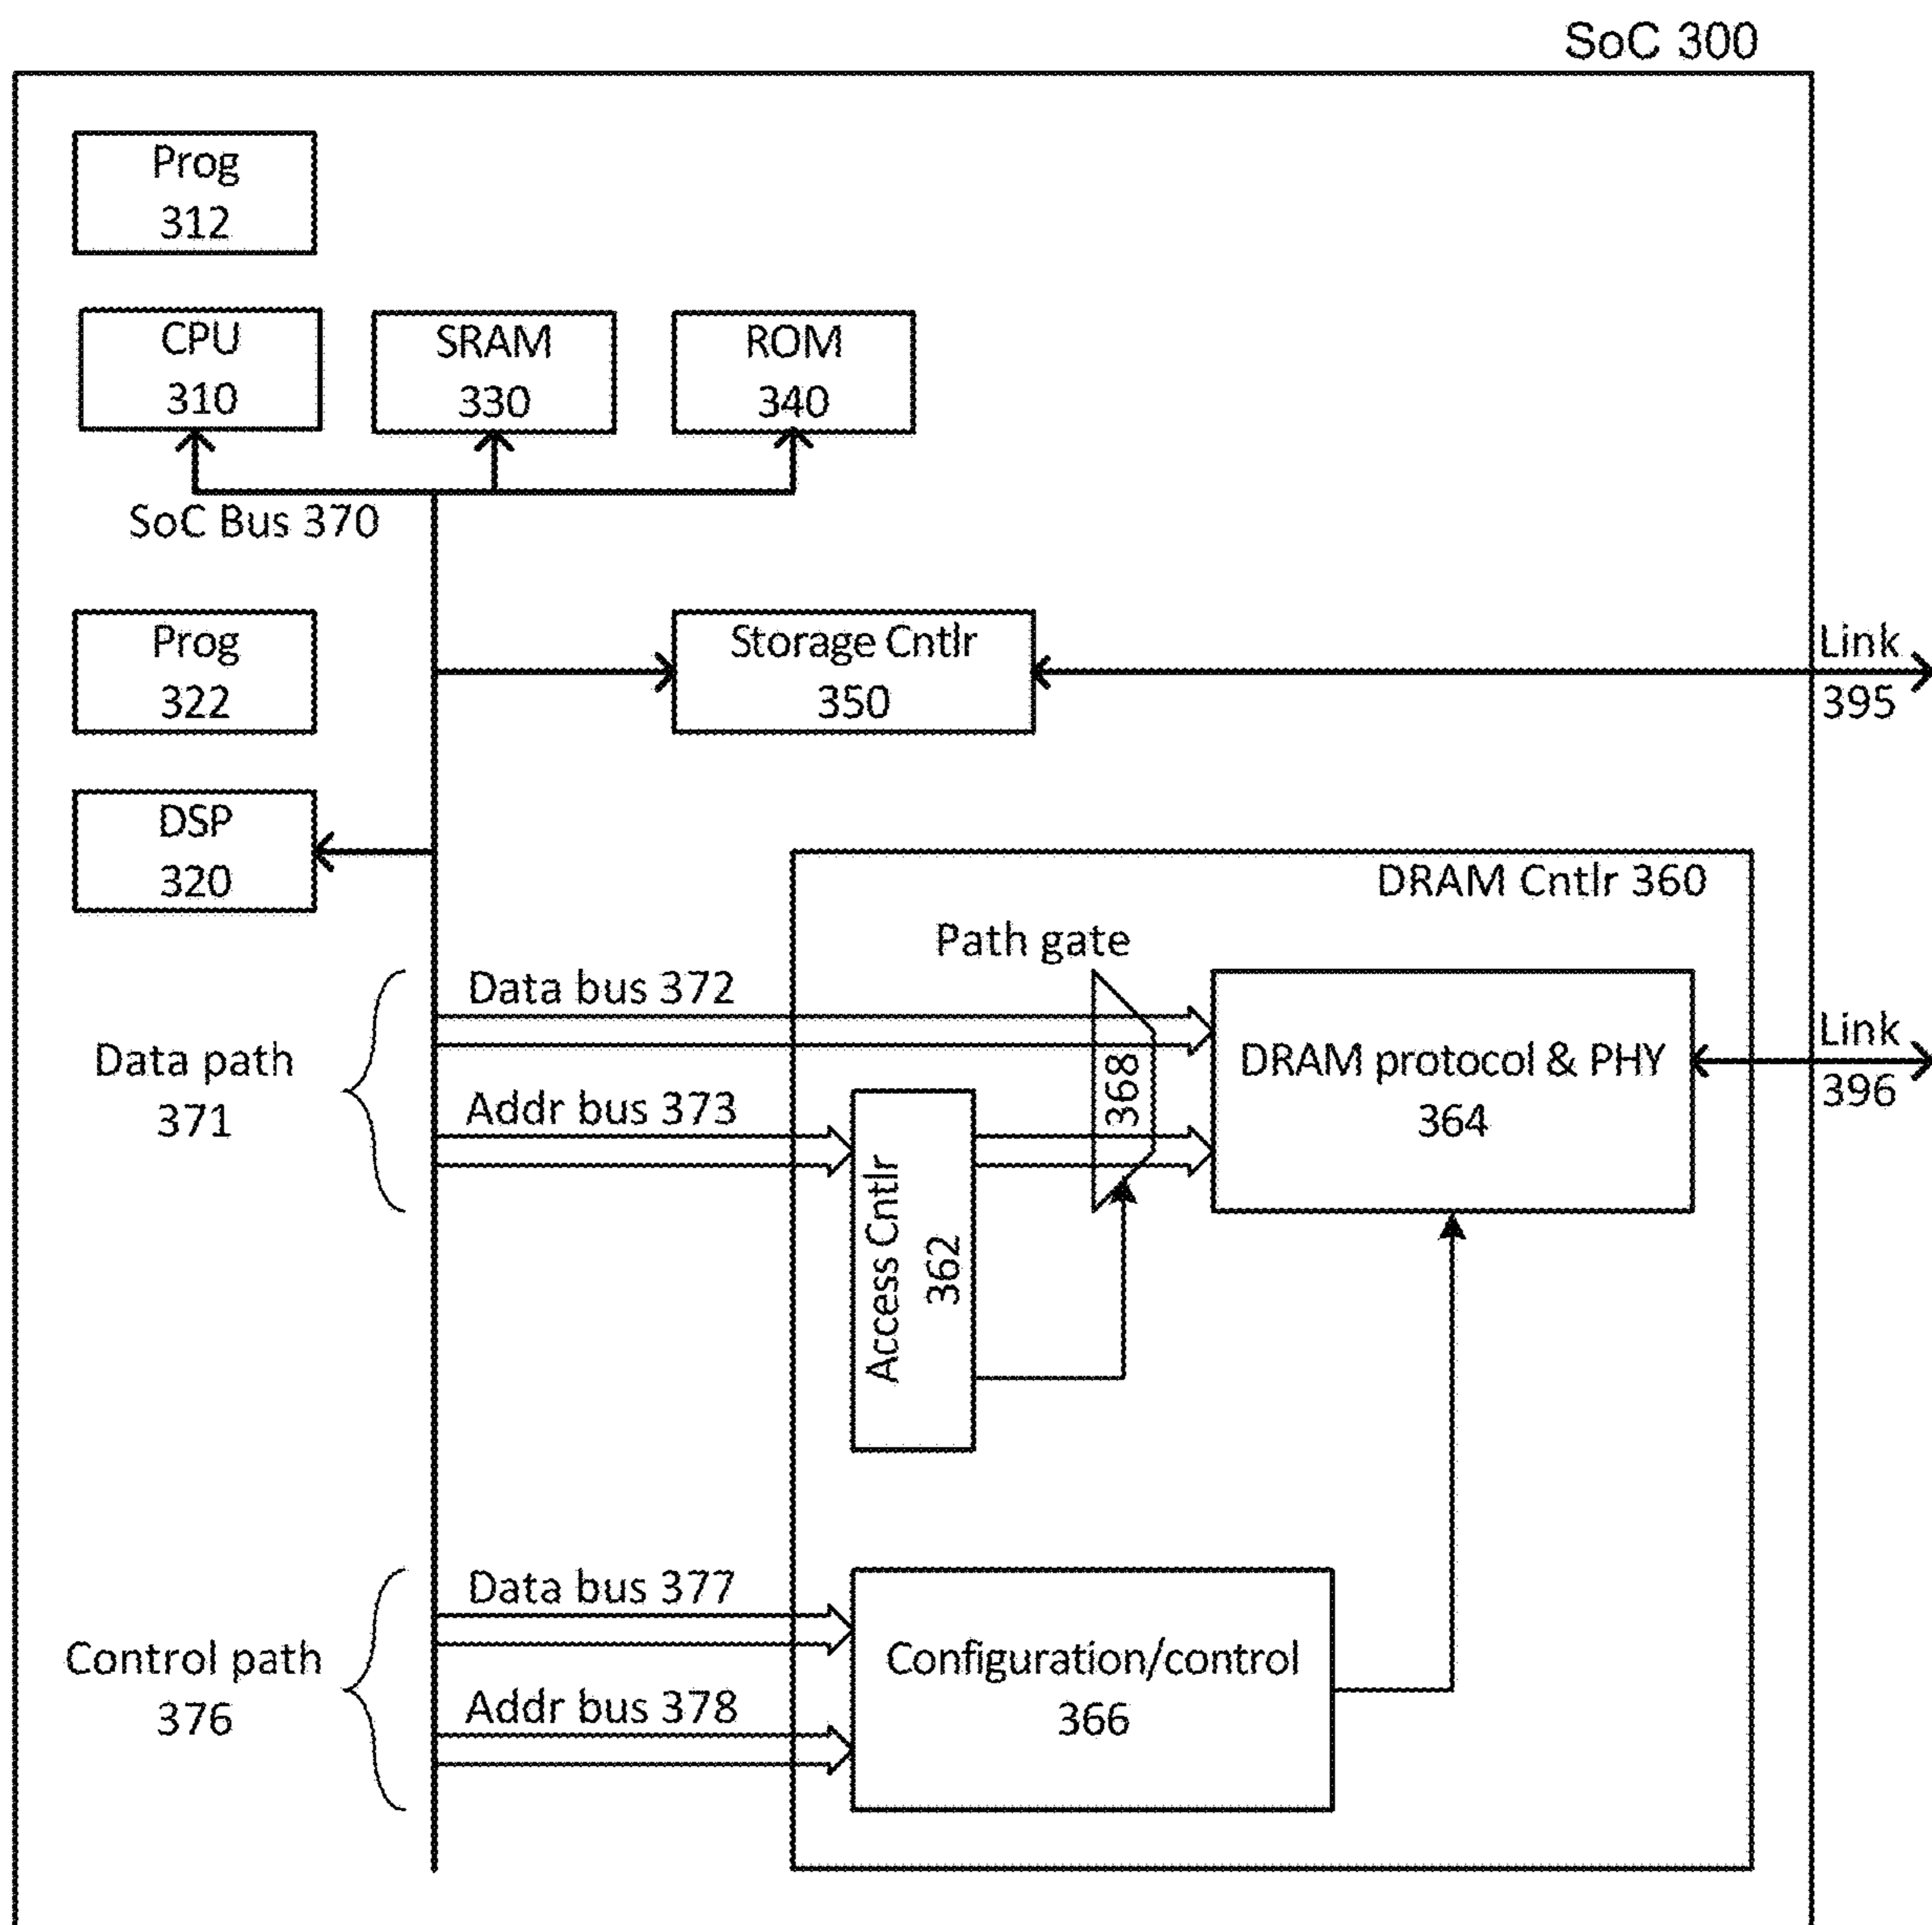 SoC 300
Prog
312
CPU
310
SRAM
330
ROM
340
SoC Bus 370
Prog
322
Storage Cntlr
350
Link
395
DSP
320
DRAM Cntlr 360
Path gate
368
Data bus 372
Data path
371
Addr bus 373
Access Cntlr
362
DRAM protocol & PHY
364
Link
396
Data bus 377
Control path
376
Addr bus 378
Configuration/control
366